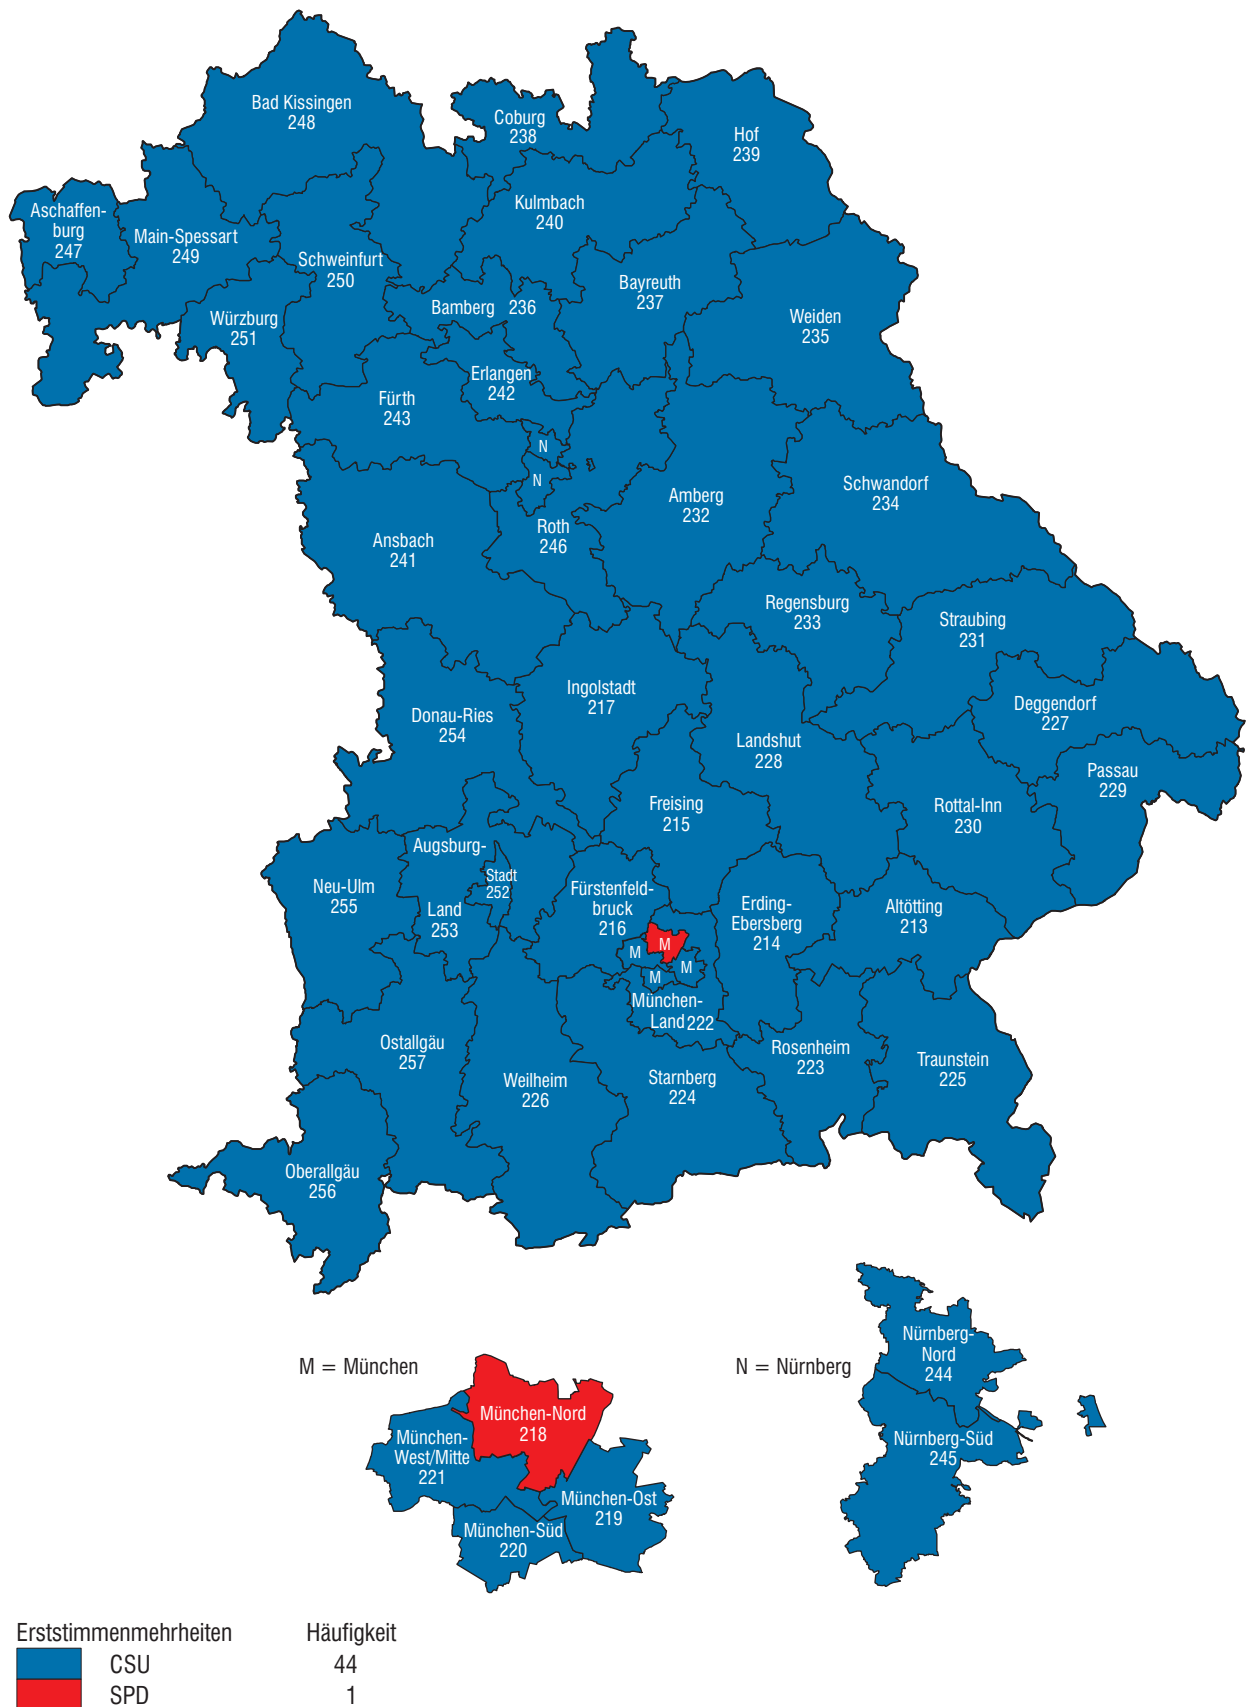 Bad Kissingen
248
Coburg
238
Hof
239
Kulmbach
240
Aschaffen-
burg
247
Main-Spessart
249
Schweinfurt
250
Bayreuth
237
Bamberg 236
Würzburg
251
Weiden
235
Erlangen
242
Fürth
243
N
N
Schwandorf
234
Amberg
232
Roth
246
Ansbach
241
Regensburg
233
Straubing
231
Ingolstadt
217
Deggendorf
227
Donau-Ries
254
Landshut
228
Passau
229
Freising
215
Rottal-Inn
230
Augsburg-
Stadt
252
Land
253
Neu-Ulm
255
Fürstenfeld-
bruck
216
Erding-
Ebersberg
214
Altötting
213
M
M
M
M
München-
Land 222
Ostallgäu
257
Rosenheim
223
Traunstein
225
Weilheim
226
Starnberg
224
Oberallgäu
256
M = München
N = Nürnberg
Nürnberg-
Nord
244
Nürnberg-Süd
245
München-Nord
218
München-
West/Mitte
221
München-Ost
219
München-Süd
220
Erststimmenmehrheiten Häufigkeit
CSU 44
SPD 1